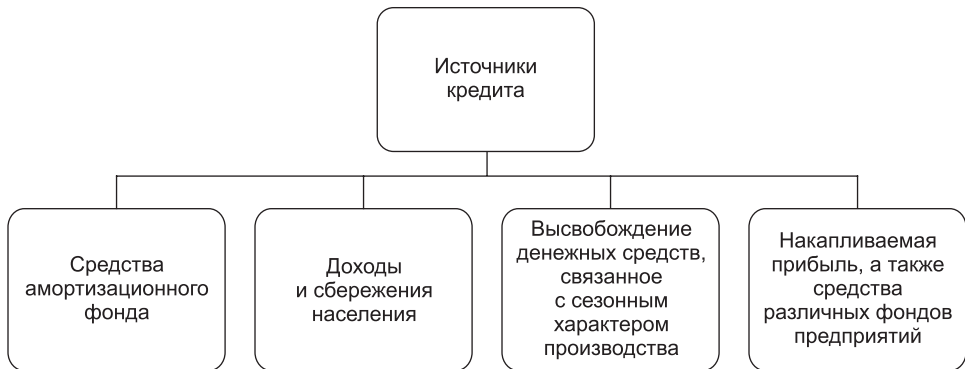 Источники
кредита
Средства
амортизационного
фонда
Доходы
и сбережения
населения
Высвобождение
денежных средств,
связанное
с сезонным
характером
производства
Накапливаемая
прибыль, а также
средства
различных фондов
предприятий